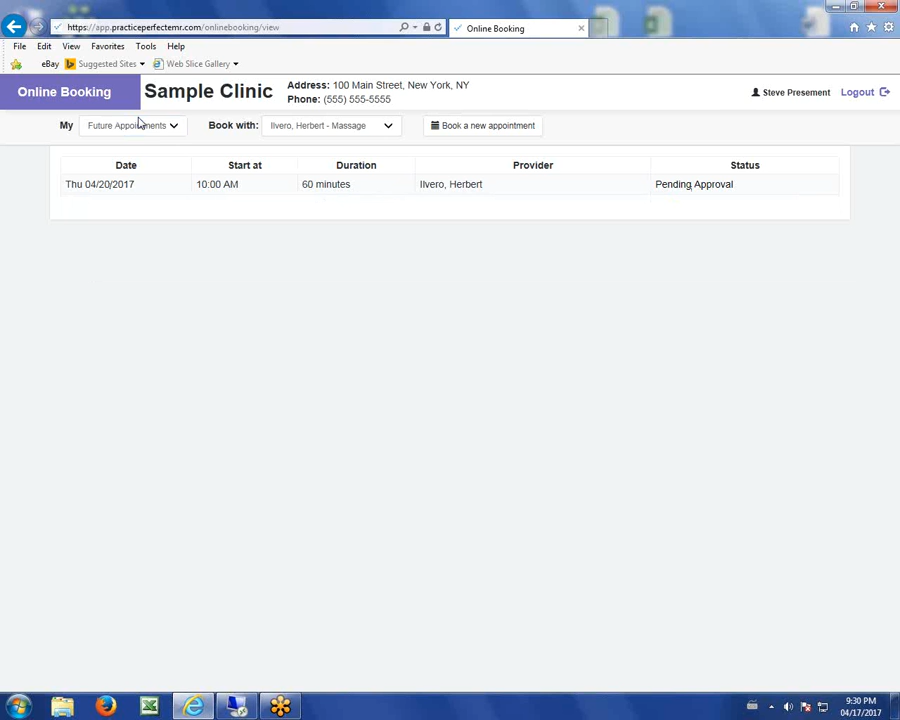 https://app.practiceperfectemr.com/onlinebooking/view
Online Booking
File Edit View Favorites Tools Help
eBay Suggested Sites Web Slice Gallery
Online Booking
Sample Clinic
Address: 100 Main Street, New York, NY
Phone: (555) 555-5555
Steve Presement Logout
My Future Appointments Book with: Ilvero, Herbert - Massage Book a new appointment
Date Start at Duration Provider Status
Thu 04/20/2017 10:00 AM 60 minutes Ilvero, Herbert Pending Approval
9:30 PM
04/17/2017